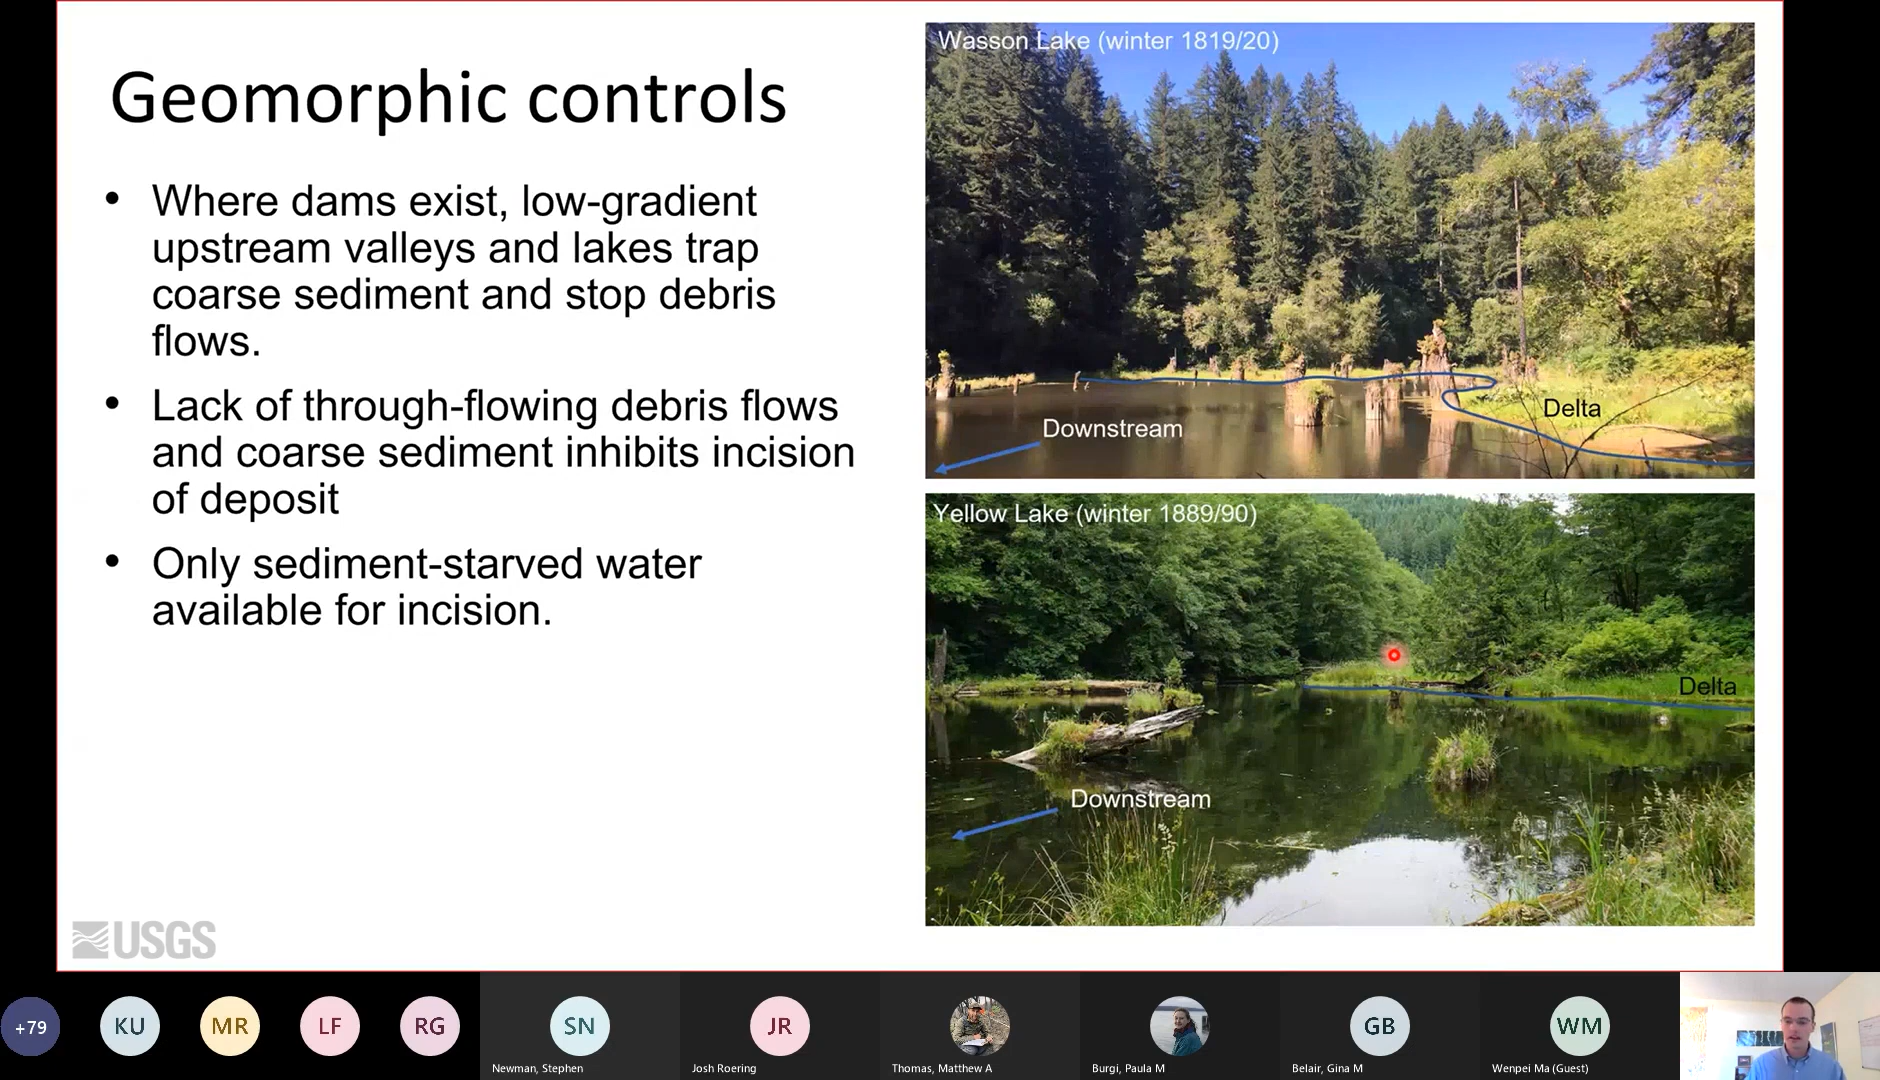 Geomorphic controls
• Where dams exist, low-gradient
upstream valleys and lakes trap
coarse sediment and stop debris
flows.
• Lack of through-flowing debris flows
and coarse sediment inhibits incision
of deposit
• Only sediment-starved water
available for incision.
Wasson Lake (winter 1819/20)
Delta
Downstream
Yellow Lake (winter 1889/90)
Delta
Downstream
USGS
+79
KU
MR
LF
RG
SN
JR
GB
WM
Newman, Stephen
Josh Roering
Thomas, Matthew A
Burgi, Paula M
Belair, Gina M
Wenpei Ma (Guest)